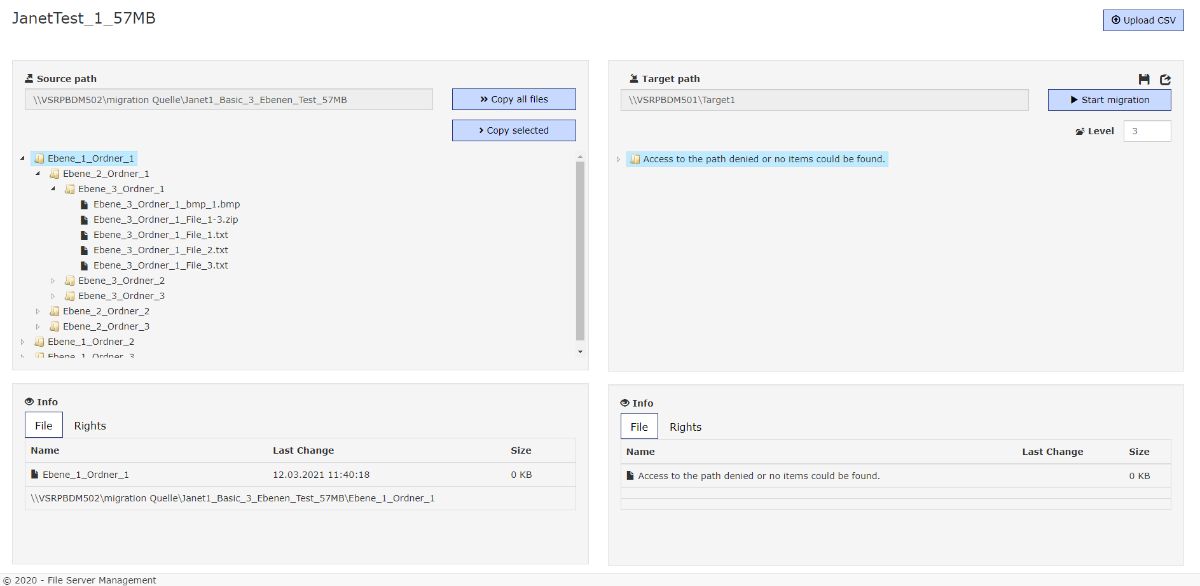 JanetTest_1_57MB
Upload CSV
Source path
\\VSRPBDM502\migration Quelle\Janet1_Basic_3_Ebenen_Test_57MB
Copy all files
Copy selected
Ebene_1_Ordner_1
Ebene_2_Ordner_1
Ebene_3_Ordner_1
Ebene_3_Ordner_1_bmp_1.bmp
Ebene_3_Ordner_1_File_1-3.zip
Ebene_3_Ordner_1_File_1.txt
Ebene_3_Ordner_1_File_2.txt
Ebene_3_Ordner_1_File_3.txt
Ebene_3_Ordner_2
Ebene_3_Ordner_3
Ebene_2_Ordner_2
Ebene_2_Ordner_3
Ebene_1_Ordner_2
Ebene_1_Ordner_3
Target path
\\VSRPBDM501\Target1
Start migration
Level 3
Access to the path denied or no items could be found.
Info
File Rights
Name Last Change Size
Ebene_1_Ordner_1 12.03.2021 11:40:18 0 KB
\\VSRPBDM502\migration Quelle\Janet1_Basic_3_Ebenen_Test_57MB\Ebene_1_Ordner_1
Info
File Rights
Name Last Change Size
Access to the path denied or no items could be found. 0 KB
© 2020 - File Server Management